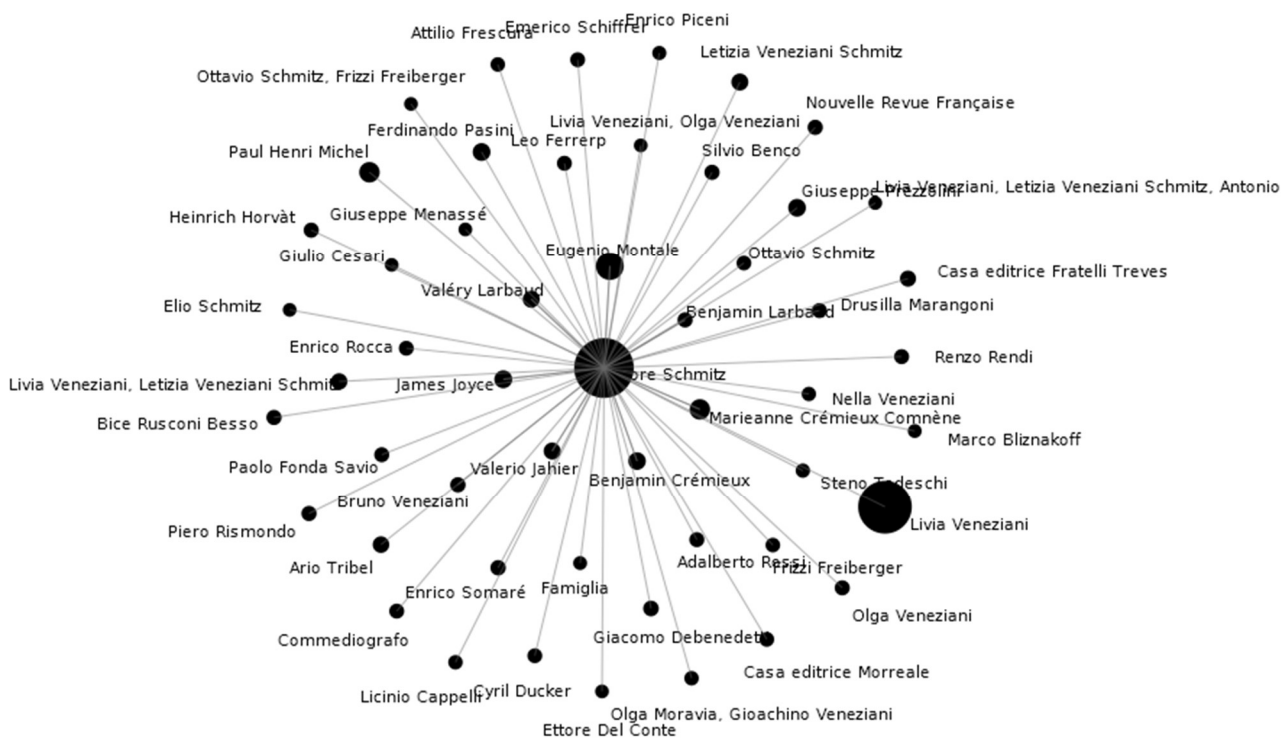 Enrico Piceni
Emerico Schiffrer
Attilio Frescura
Letizia Veneziani Schmitz
Ottavio Schmitz, Frizzi Freiberger
Nouvelle Revue Française
Livia Veneziani, Olga Veneziani
Ferdinando Pasini
Leo Ferrerp
Paul Henri Michel
Silvio Benco
Giuseppe Prezzolini
Livia Veneziani, Letizia Veneziani Schmitz, Antonio
Heinrich Horvàt
Giuseppe Menassé
Eugenio Montale
Ottavio Schmitz
Giulio Cesari
Casa editrice Fratelli Treves
Valéry Larbaud
Elio Schmitz
Drusilla Marangoni
Benjamin Larbaud
Enrico Rocca
Renzo Rendi
ore Schmitz
Livia Veneziani, Letizia Veneziani Schmitz
James Joyce
Nella Veneziani
Marieanne Crémieux Comnène
Bice Rusconi Besso
Marco Bliznakoff
Paolo Fonda Savio
Valerio Jahier
Benjamin Crémieux
Steno Tedeschi
Bruno Veneziani
Livia Veneziani
Piero Rismondo
Adalberto Rossi
Ario Tribel
Frizzi Freiberger
Famiglia
Enrico Somaré
Olga Veneziani
Giacomo Debenedetti
Commediografo
Casa editrice Morreale
Cyril Ducker
Licinio Cappelli
Olga Moravia, Gioachino Veneziani
Ettore Del Conte